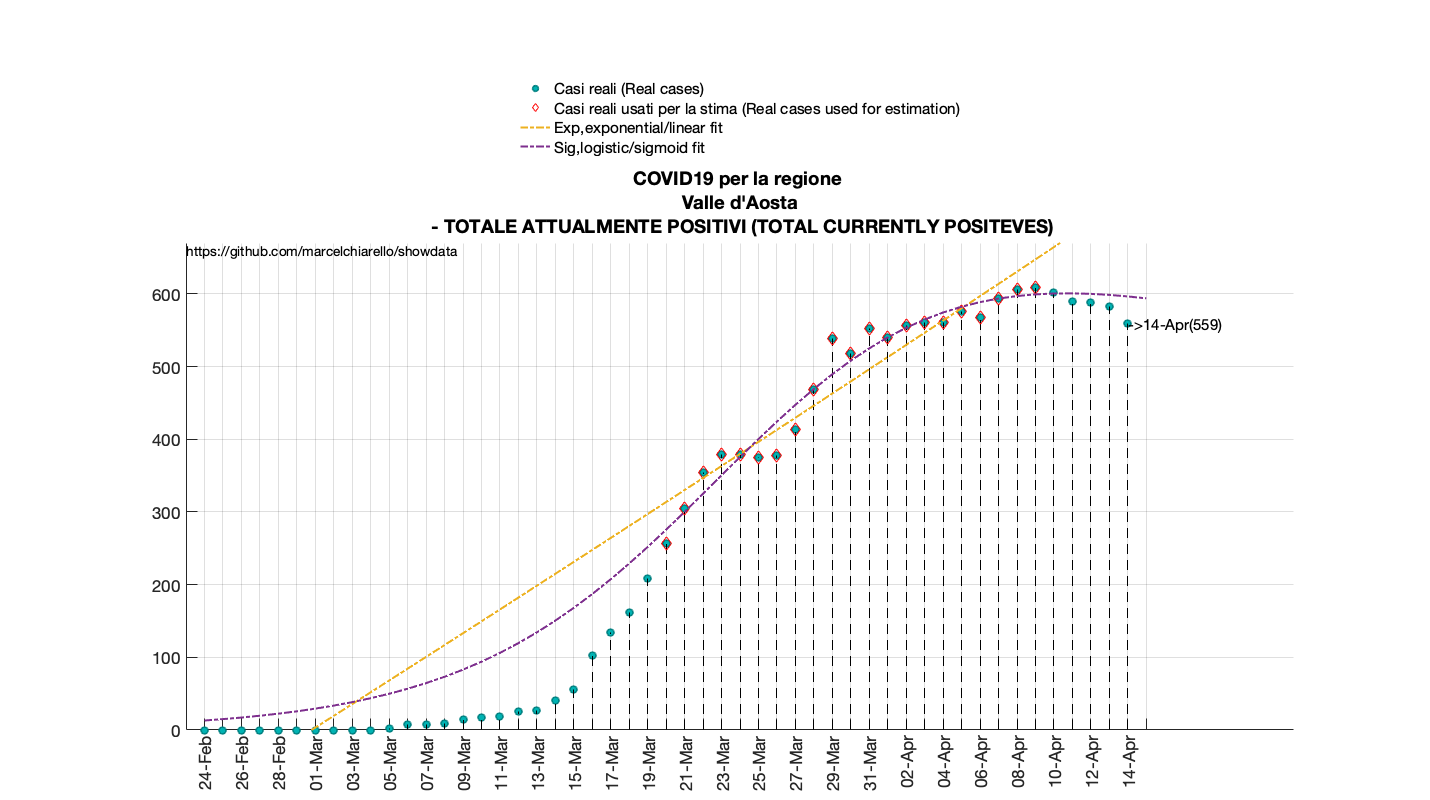 Casi reali (Real cases)
Casi reali usati per la stima (Real cases used for estimation)
Exp,exponential/linear fit
Sig,logistic/sigmoid fit
COVID19 per la regione
Valle d'Aosta
- TOTALE ATTUALMENTE POSITIVI (TOTAL CURRENTLY POSITEVES)
https://github.com/marcelchiarello/showdata
600
500
400
300
200
100
0
>14-Apr(559)
24-Feb
26-Feb
28-Feb
01-Mar
03-Mar
05-Mar
07-Mar
09-Mar
11-Mar
13-Mar
15-Mar
17-Mar
19-Mar
21-Mar
23-Mar
25-Mar
27-Mar
29-Mar
31-Mar
02-Apr
04-Apr
06-Apr
08-Apr
10-Apr
12-Apr
14-Apr